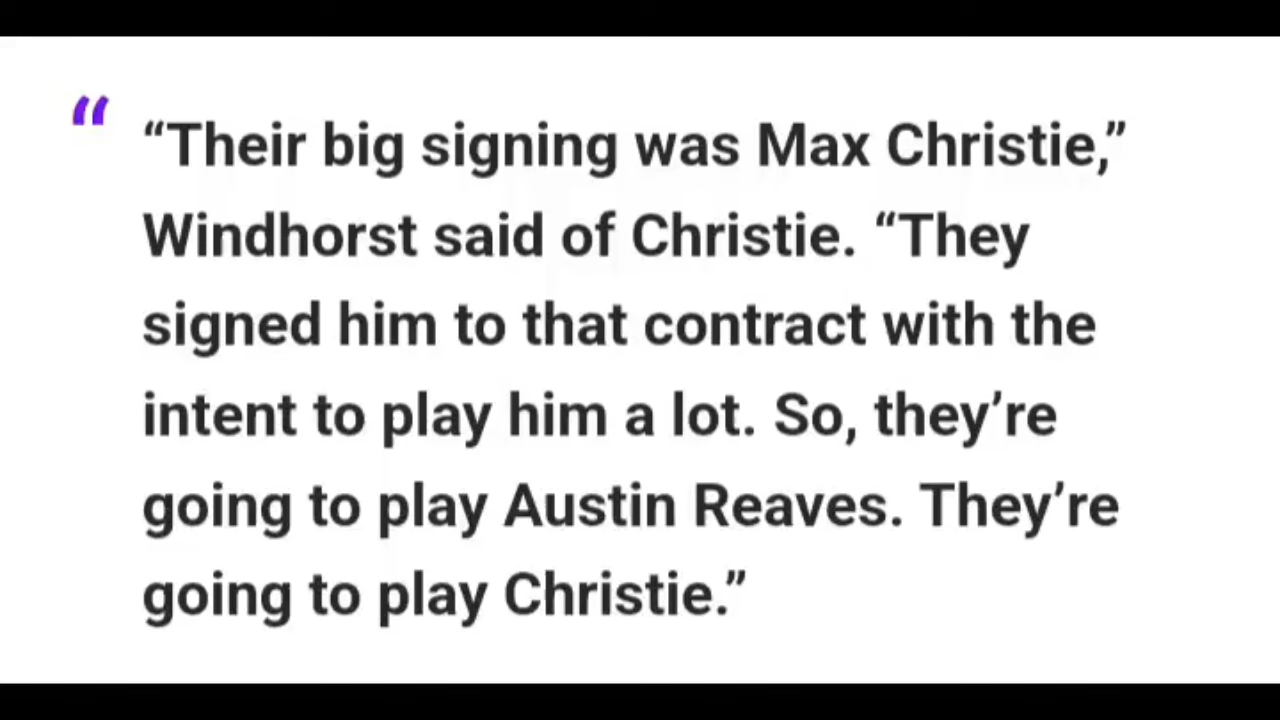 “
“Their big signing was Max Christie,”
Windhorst said of Christie. “They
signed him to that contract with the
intent to play him a lot. So, they’re
going to play Austin Reaves. They’re
going to play Christie.”